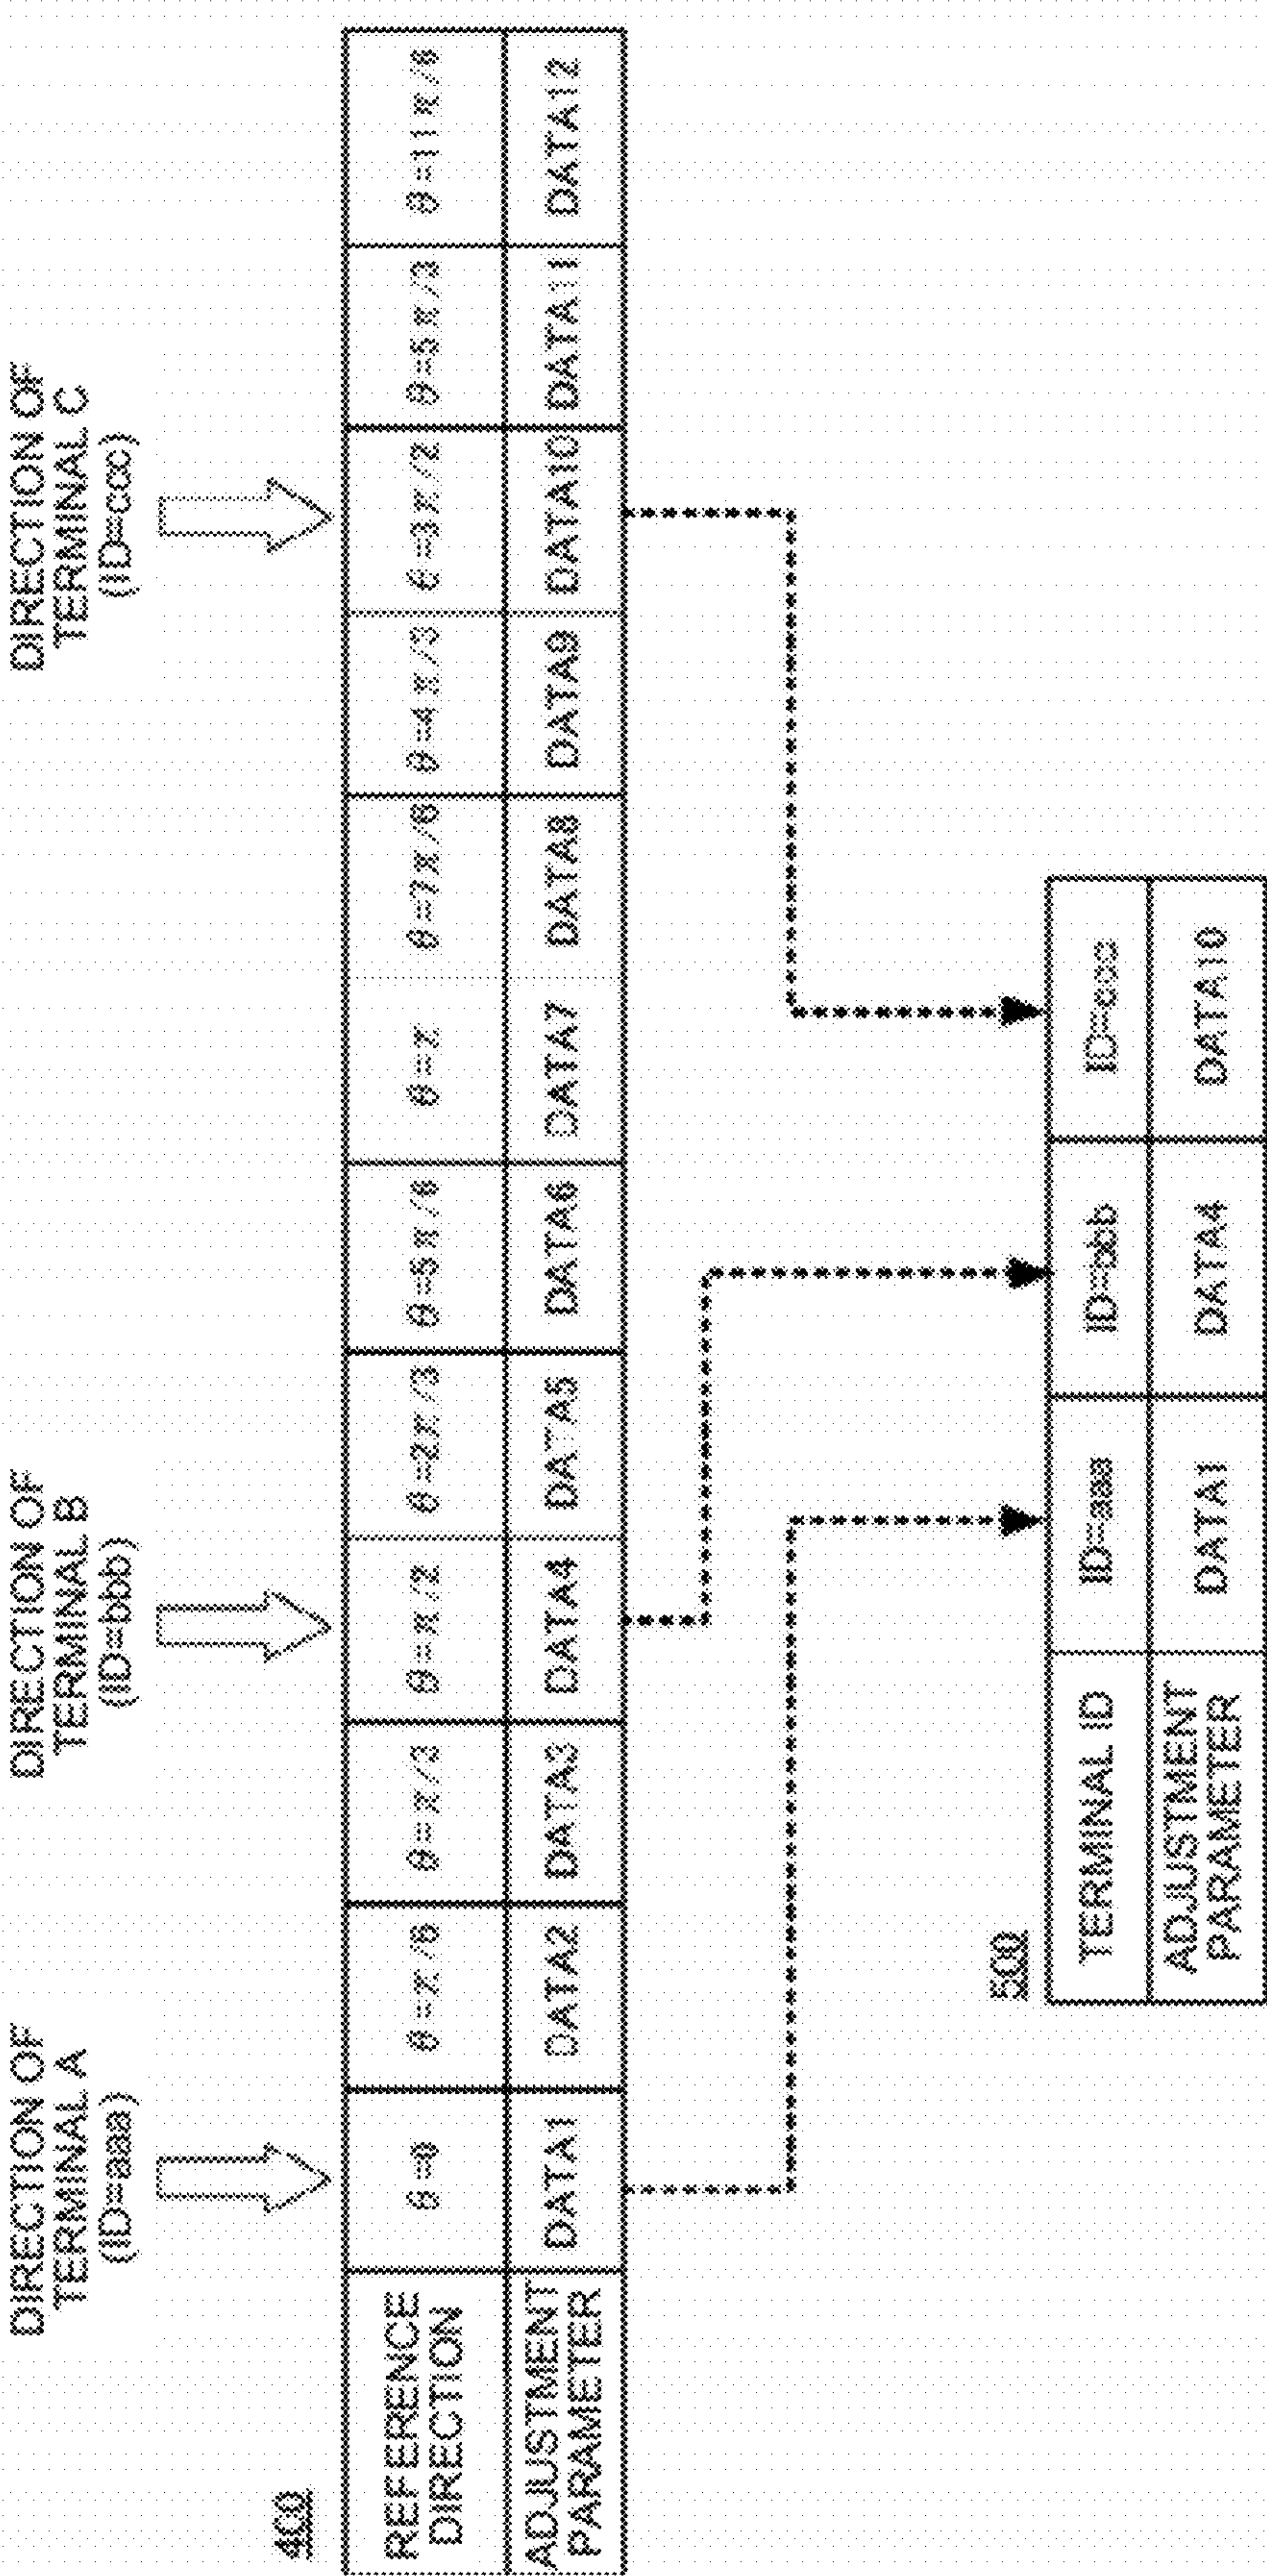 DIRECTION OF
TERMINAL A
(ID=aaa)
DIRECTION OF
TERMINAL B
(ID=bbb)
DIRECTION OF
TERMINAL C
(ID=ccc)
400
REFERENCE
DIRECTION
θ=0
θ=π/6
θ=π/3
θ=π/2
θ=2π/3
θ=5π/6
θ=π
θ=7π/6
θ=4π/3
θ=3π/2
θ=5π/3
θ=11π/6
ADJUSTMENT
PARAMETER
DATA1
DATA2
DATA3
DATA4
DATA5
DATA6
DATA7
DATA8
DATA9
DATA10
DATA11
DATA12
500
TERMINAL ID
ID=aaa
ID=bbb
ID=ccc
ADJUSTMENT
PARAMETER
DATA1
DATA4
DATA10